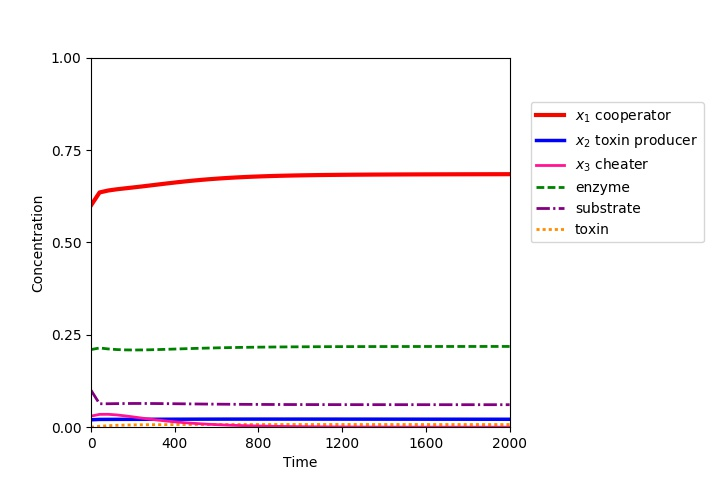 1.00
0.75
0.50
0.25
0.00
Concentration
0
400
800
1200
1600
2000
Time
x₁ cooperator
x₂ toxin producer
x₃ cheater
enzyme
substrate
toxin